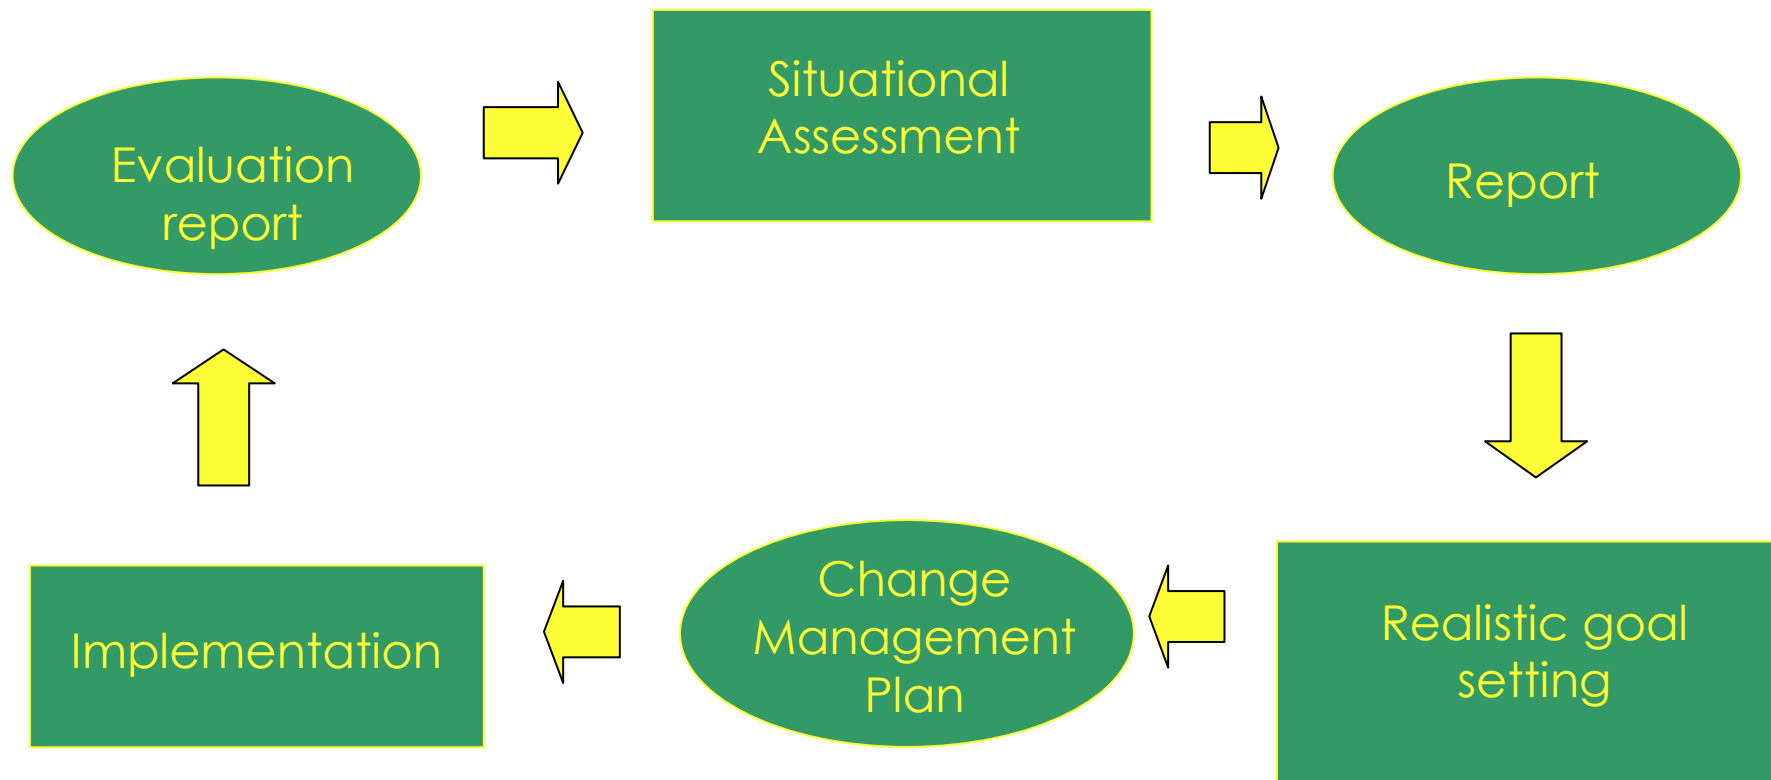 Situational
Assessment
Evaluation
report
Report
Change
Management
Plan
Realistic goal
setting
Implementation